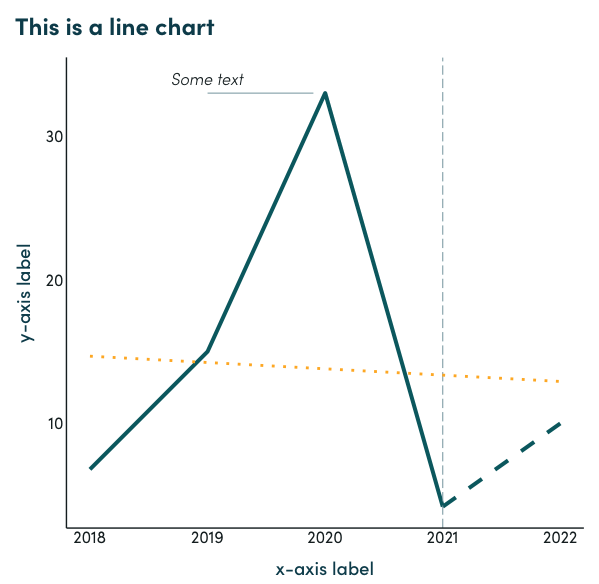 This is a line chart
Some text
30
20
10
y-axis label
2018 2019 2020 2021 2022
x-axis label